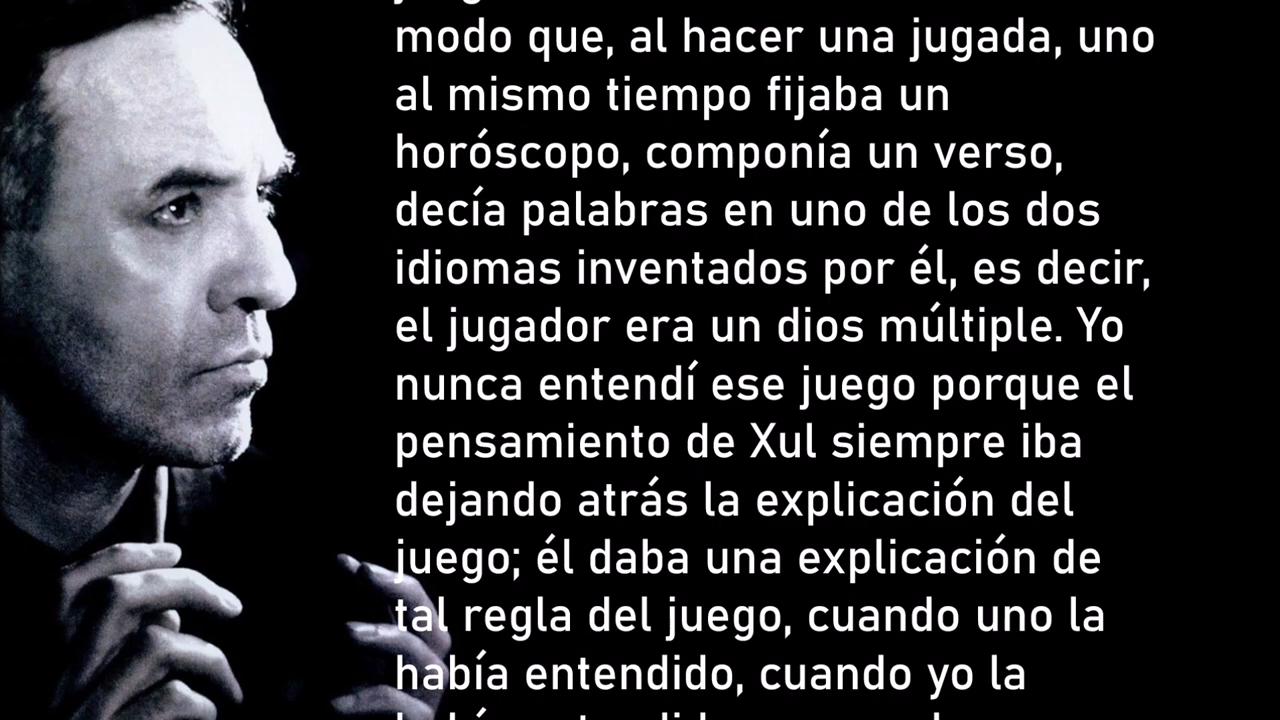 modo que, al hacer una jugada, uno
al mismo tiempo fijaba un
horóscopo, componía un verso,
decía palabras en uno de los dos
idiomas inventados por él, es decir,
el jugador era un dios múltiple. Yo
nunca entendí ese juego porque el
pensamiento de Xul siempre iba
dejando atrás la explicación del
juego; él daba una explicación de
tal regla del juego, cuando uno la
había entendido, cuando yo la